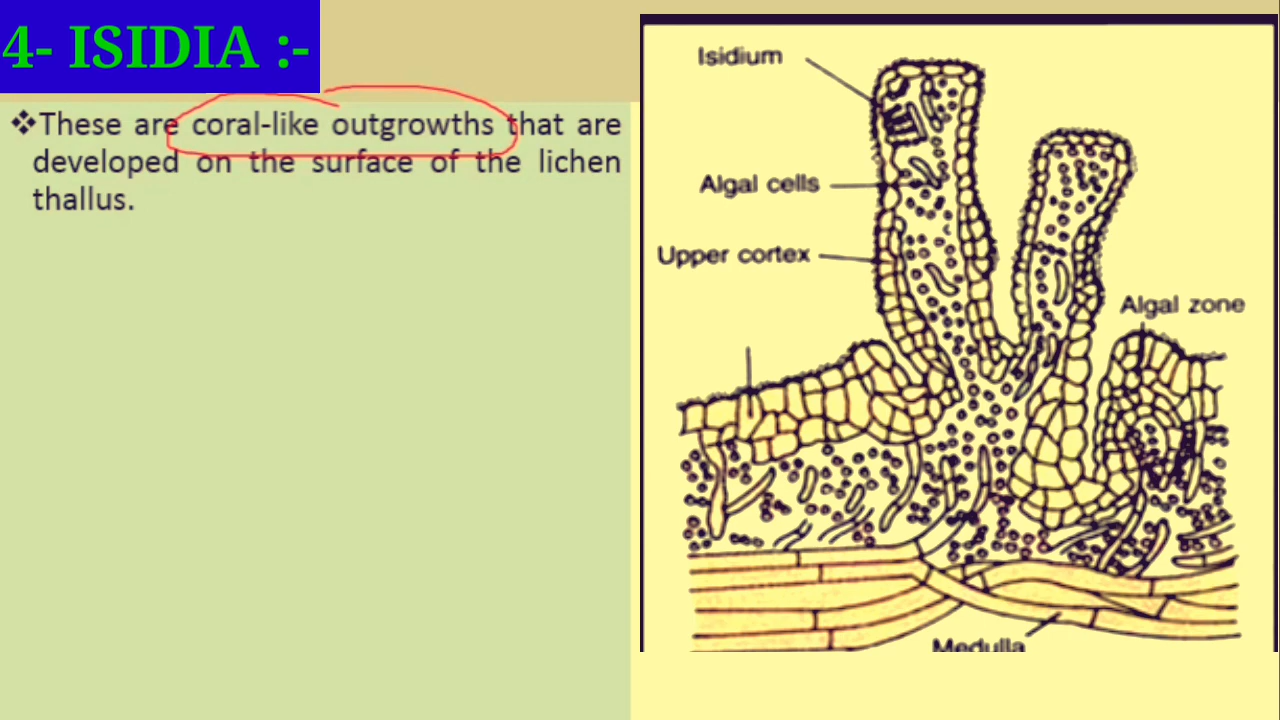 4- ISIDIA :-
❖These are coral-like outgrowths that are
developed on the surface of the lichen
thallus.
Isidium
Algal cells
Upper cortex
Algal zone
Medulla